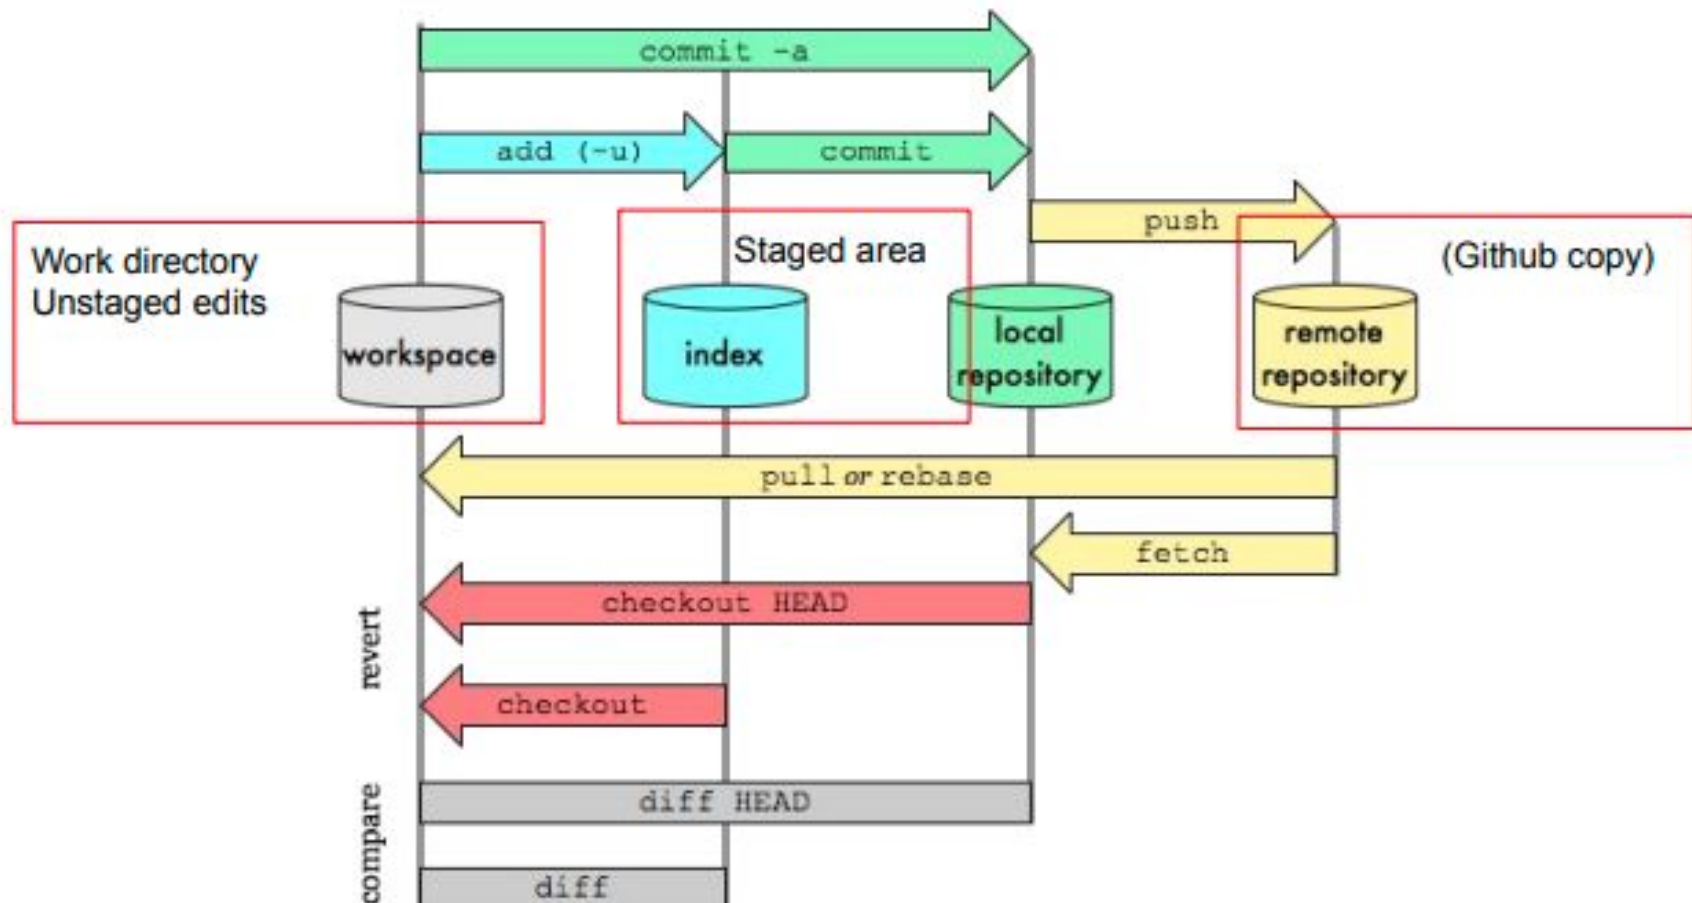 commit -a
add (-u)
commit
push
Work directory
Unstaged edits
Staged area
(Github copy)
workspace
index
local
repository
remote
repository
pull or rebase
fetch
revert
checkout HEAD
checkout
compare
diff HEAD
diff